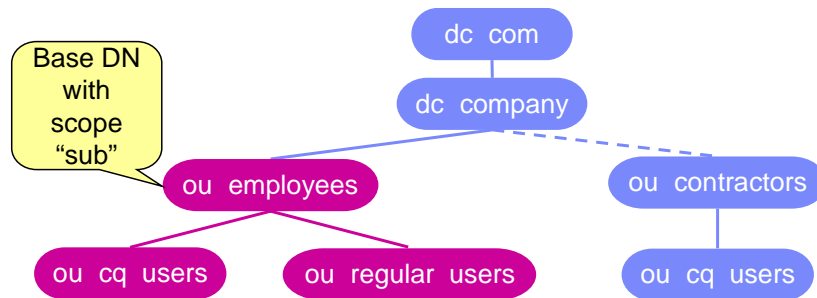 dc com
Base DN
with
scope
“sub”
dc company
ou employees
ou contractors
ou cq users
ou regular users
ou cq users